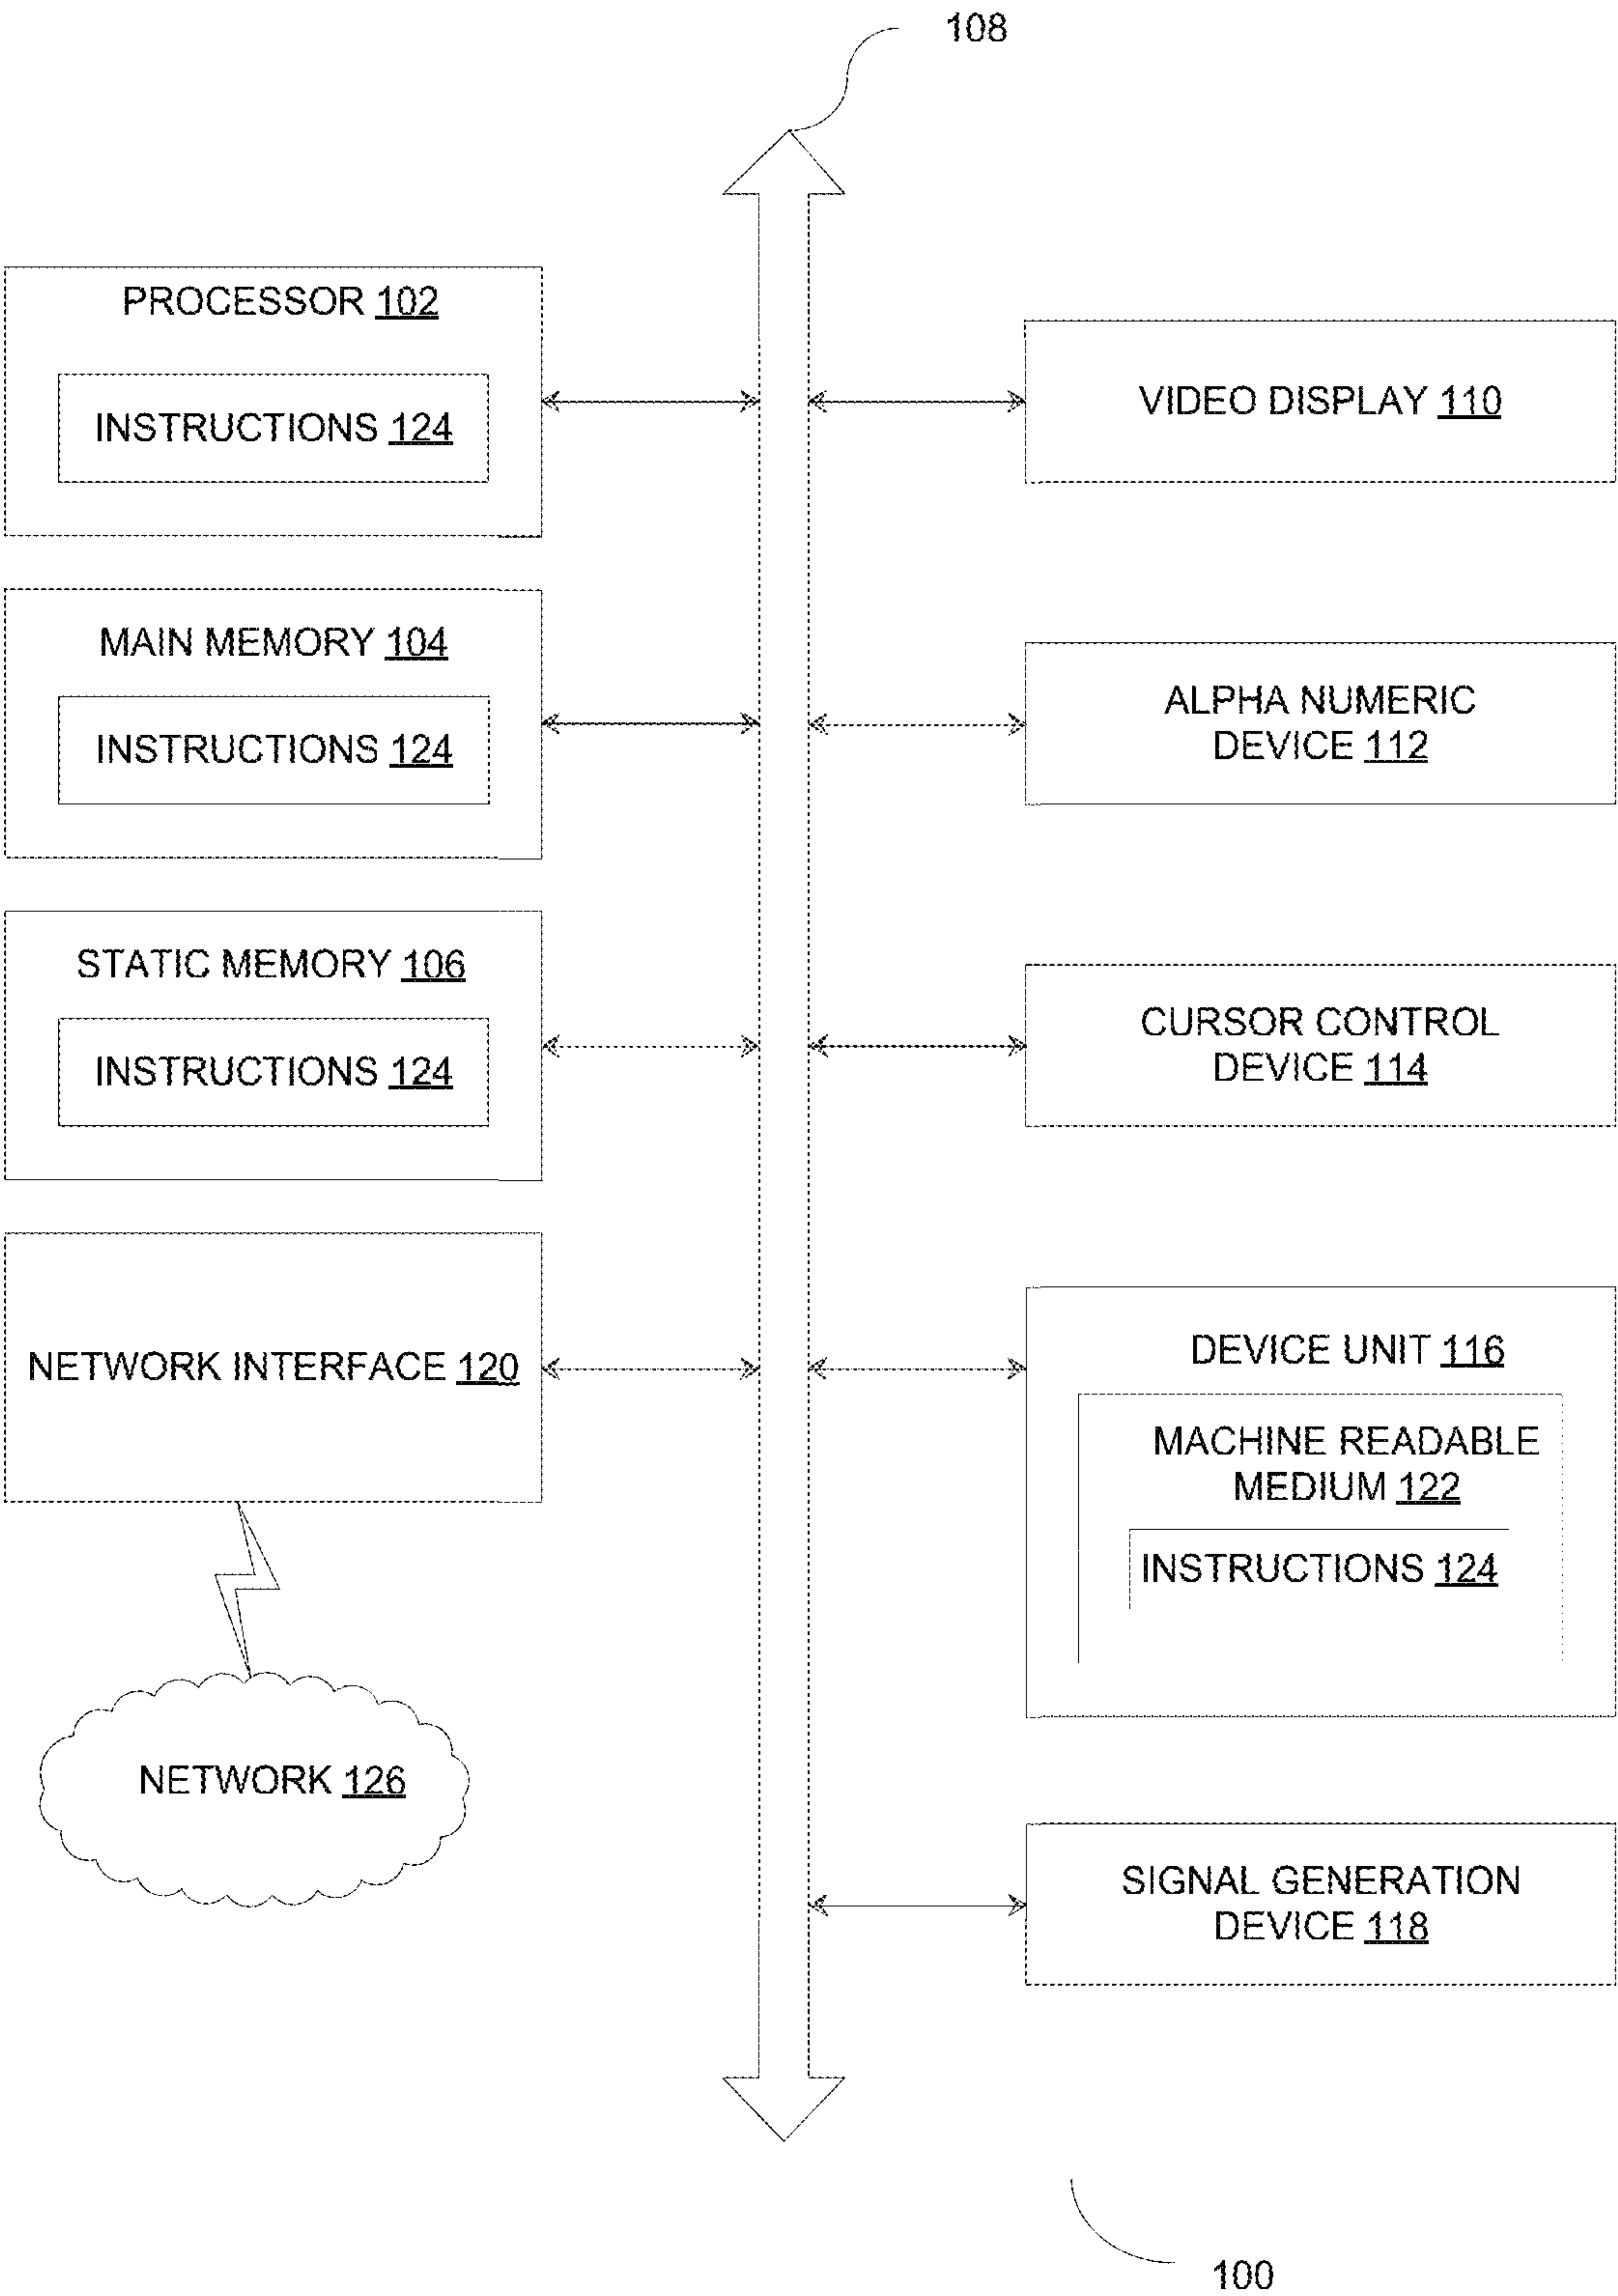 108
PROCESSOR 102
INSTRUCTIONS 124
MAIN MEMORY 104
INSTRUCTIONS 124
STATIC MEMORY 106
INSTRUCTIONS 124
NETWORK INTERFACE 120
NETWORK 126
VIDEO DISPLAY 110
ALPHA NUMERIC
DEVICE 112
CURSOR CONTROL
DEVICE 114
DEVICE UNIT 116
MACHINE READABLE
MEDIUM 122
INSTRUCTIONS 124
SIGNAL GENERATION
DEVICE 118
100